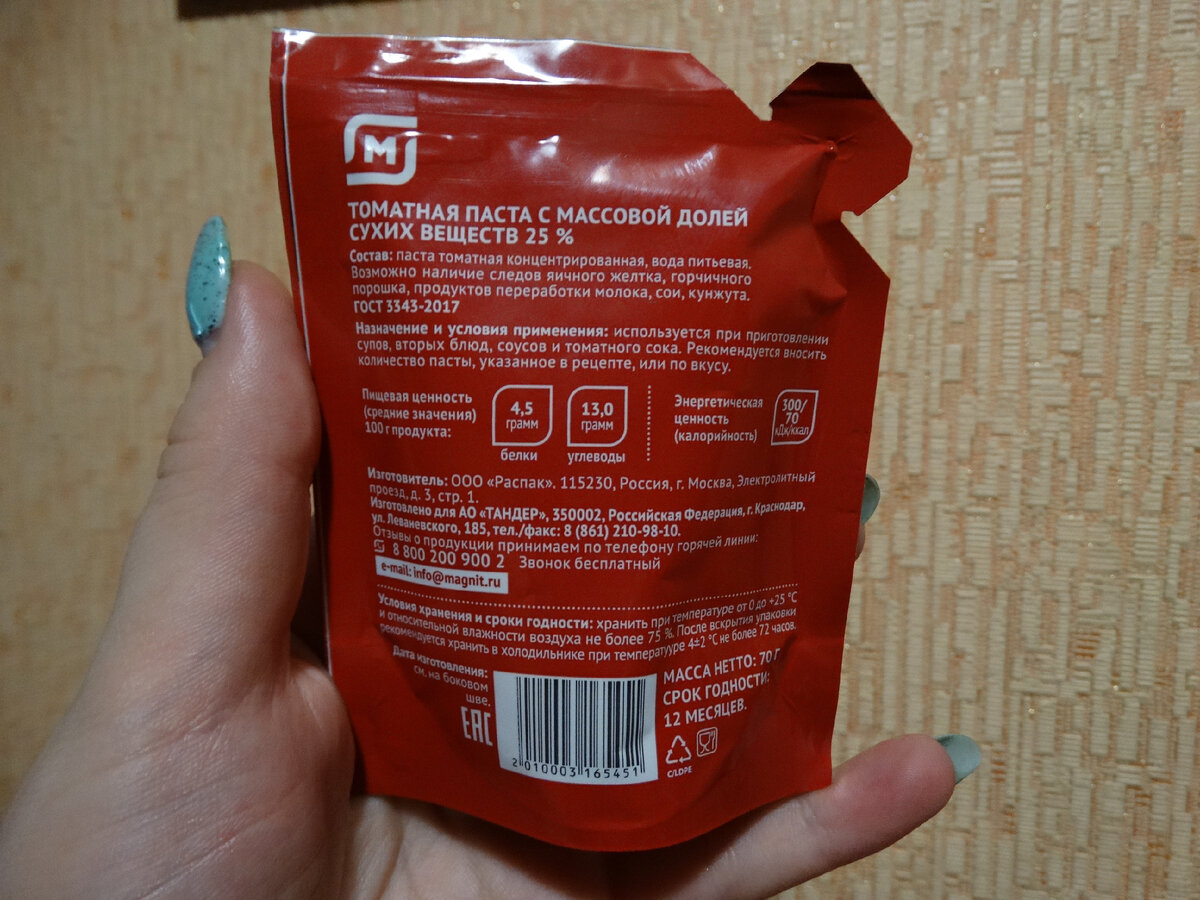 М
ТОМАТНАЯ ПАСТА С МАССОВОЙ ДОЛЕЙ
СУХИХ ВЕЩЕСТВ 25 %
Состав: паста томатная концентрированная, вода питьевая.
Возможно наличие следов яичного желтка, горчичного
порошка, продуктов переработки молока, сои, кунжута.
ГОСТ 3343-2017
Назначение и условия применения: используется при приготовлении
супов, вторых блюд, соусов и томатного сока. Рекомендуется вносить
количество пасты, указанное в рецепте, или по вкусу.
Пищевая ценность
(средние значения)
100 г продукта:
4,5
грамм
белки
13,0
грамм
углеводы
Энергетическая
ценность
(калорийность)
300/
70
кДж/ккал
Изготовитель: ООО «Распак». 115230, Россия, г. Москва, Электролитный
проезд, д. 3, стр. 1.
Изготовлено для АО «ТАНДЕР», 350002, Российская Федерация, г. Краснодар,
ул. Леваневского, 185, тел./факс: 8 (861) 210-98-10.
Отзывы о продукции принимаем по телефону горячей линии:
8 800 200 900 2 Звонок бесплатный
e-mail: info@magnit.ru
Условия хранения и сроки годности: хранить при температуре от 0 до +25 °С
и относительной влажности воздуха не более 75 %. После вскрытия упаковки
рекомендуется хранить в холодильнике при температууре 4±2 °С не более 72 часов.
Дата изготовления:
см. на боковом
шве.
EAC
2 010003 165451
МАССА НЕТТО: 70 Г
СРОК ГОДНОСТИ:
12 МЕСЯЦЕВ.
C/LDPE